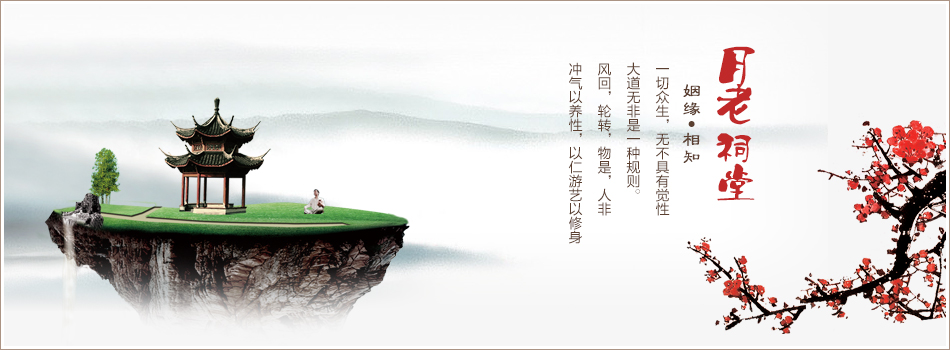 月老祠堂
姻缘•相知
一切众生，无不具有觉性
大道无非是一种规则。
风回，轮转，物是，人非
冲气以养性，以仁游艺以修身